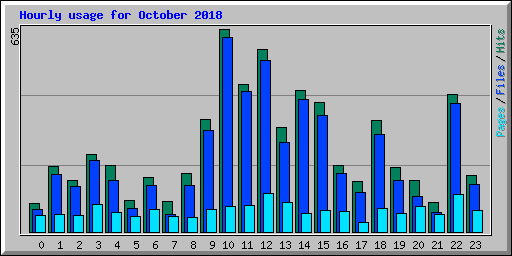 Hourly usage for October 2018
635
Pages/Files/Hits
0 1 2 3 4 5 6 7 8 9 10 11 12 13 14 15 16 17 18 19 20 21 22 23